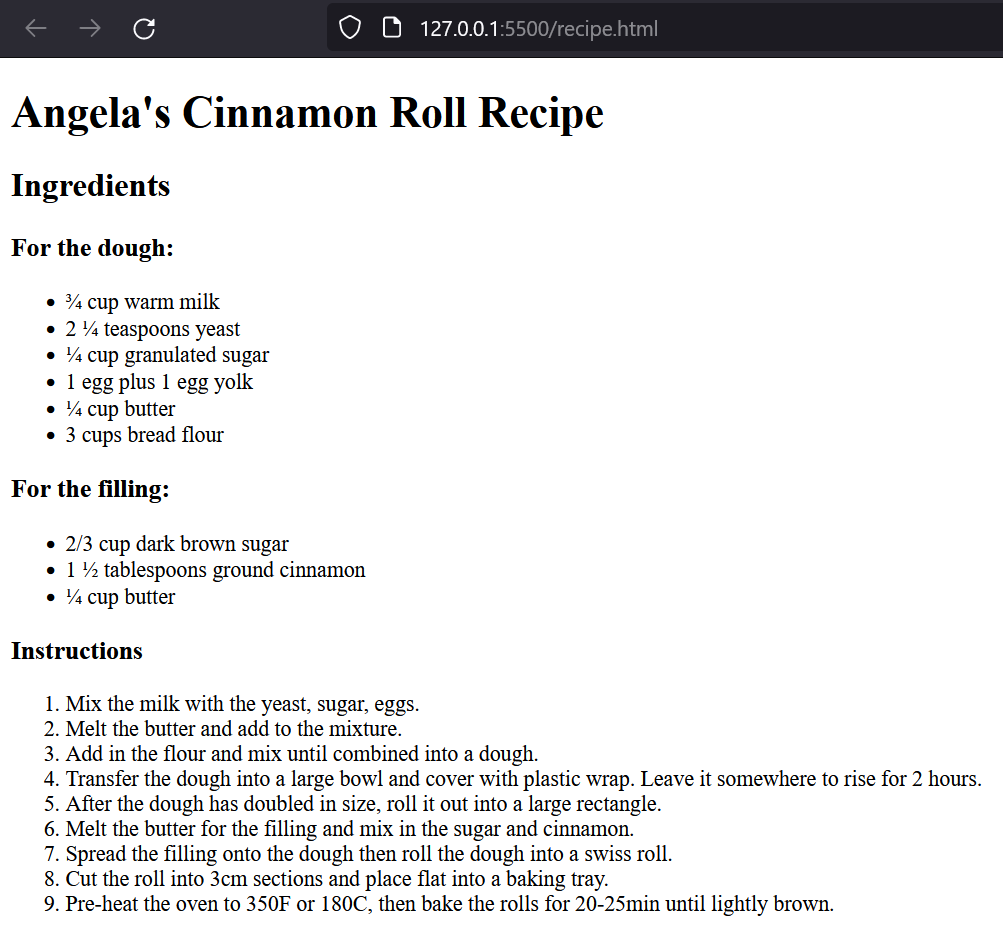 127.0.0.1:5500/recipe.html
Angela's Cinnamon Roll Recipe
Ingredients
For the dough:
• ¾ cup warm milk
• 2 ¼ teaspoons yeast
• ¼ cup granulated sugar
• 1 egg plus 1 egg yolk
• ¼ cup butter
• 3 cups bread flour
For the filling:
• 2/3 cup dark brown sugar
• 1 ½ tablespoons ground cinnamon
• ¼ cup butter
Instructions
1. Mix the milk with the yeast, sugar, eggs.
2. Melt the butter and add to the mixture.
3. Add in the flour and mix until combined into a dough.
4. Transfer the dough into a large bowl and cover with plastic wrap. Leave it somewhere to rise for 2 hours.
5. After the dough has doubled in size, roll it out into a large rectangle.
6. Melt the butter for the filling and mix in the sugar and cinnamon.
7. Spread the filling onto the dough then roll the dough into a swiss roll.
8. Cut the roll into 3cm sections and place flat into a baking tray.
9. Pre-heat the oven to 350F or 180C, then bake the rolls for 20-25min until lightly brown.